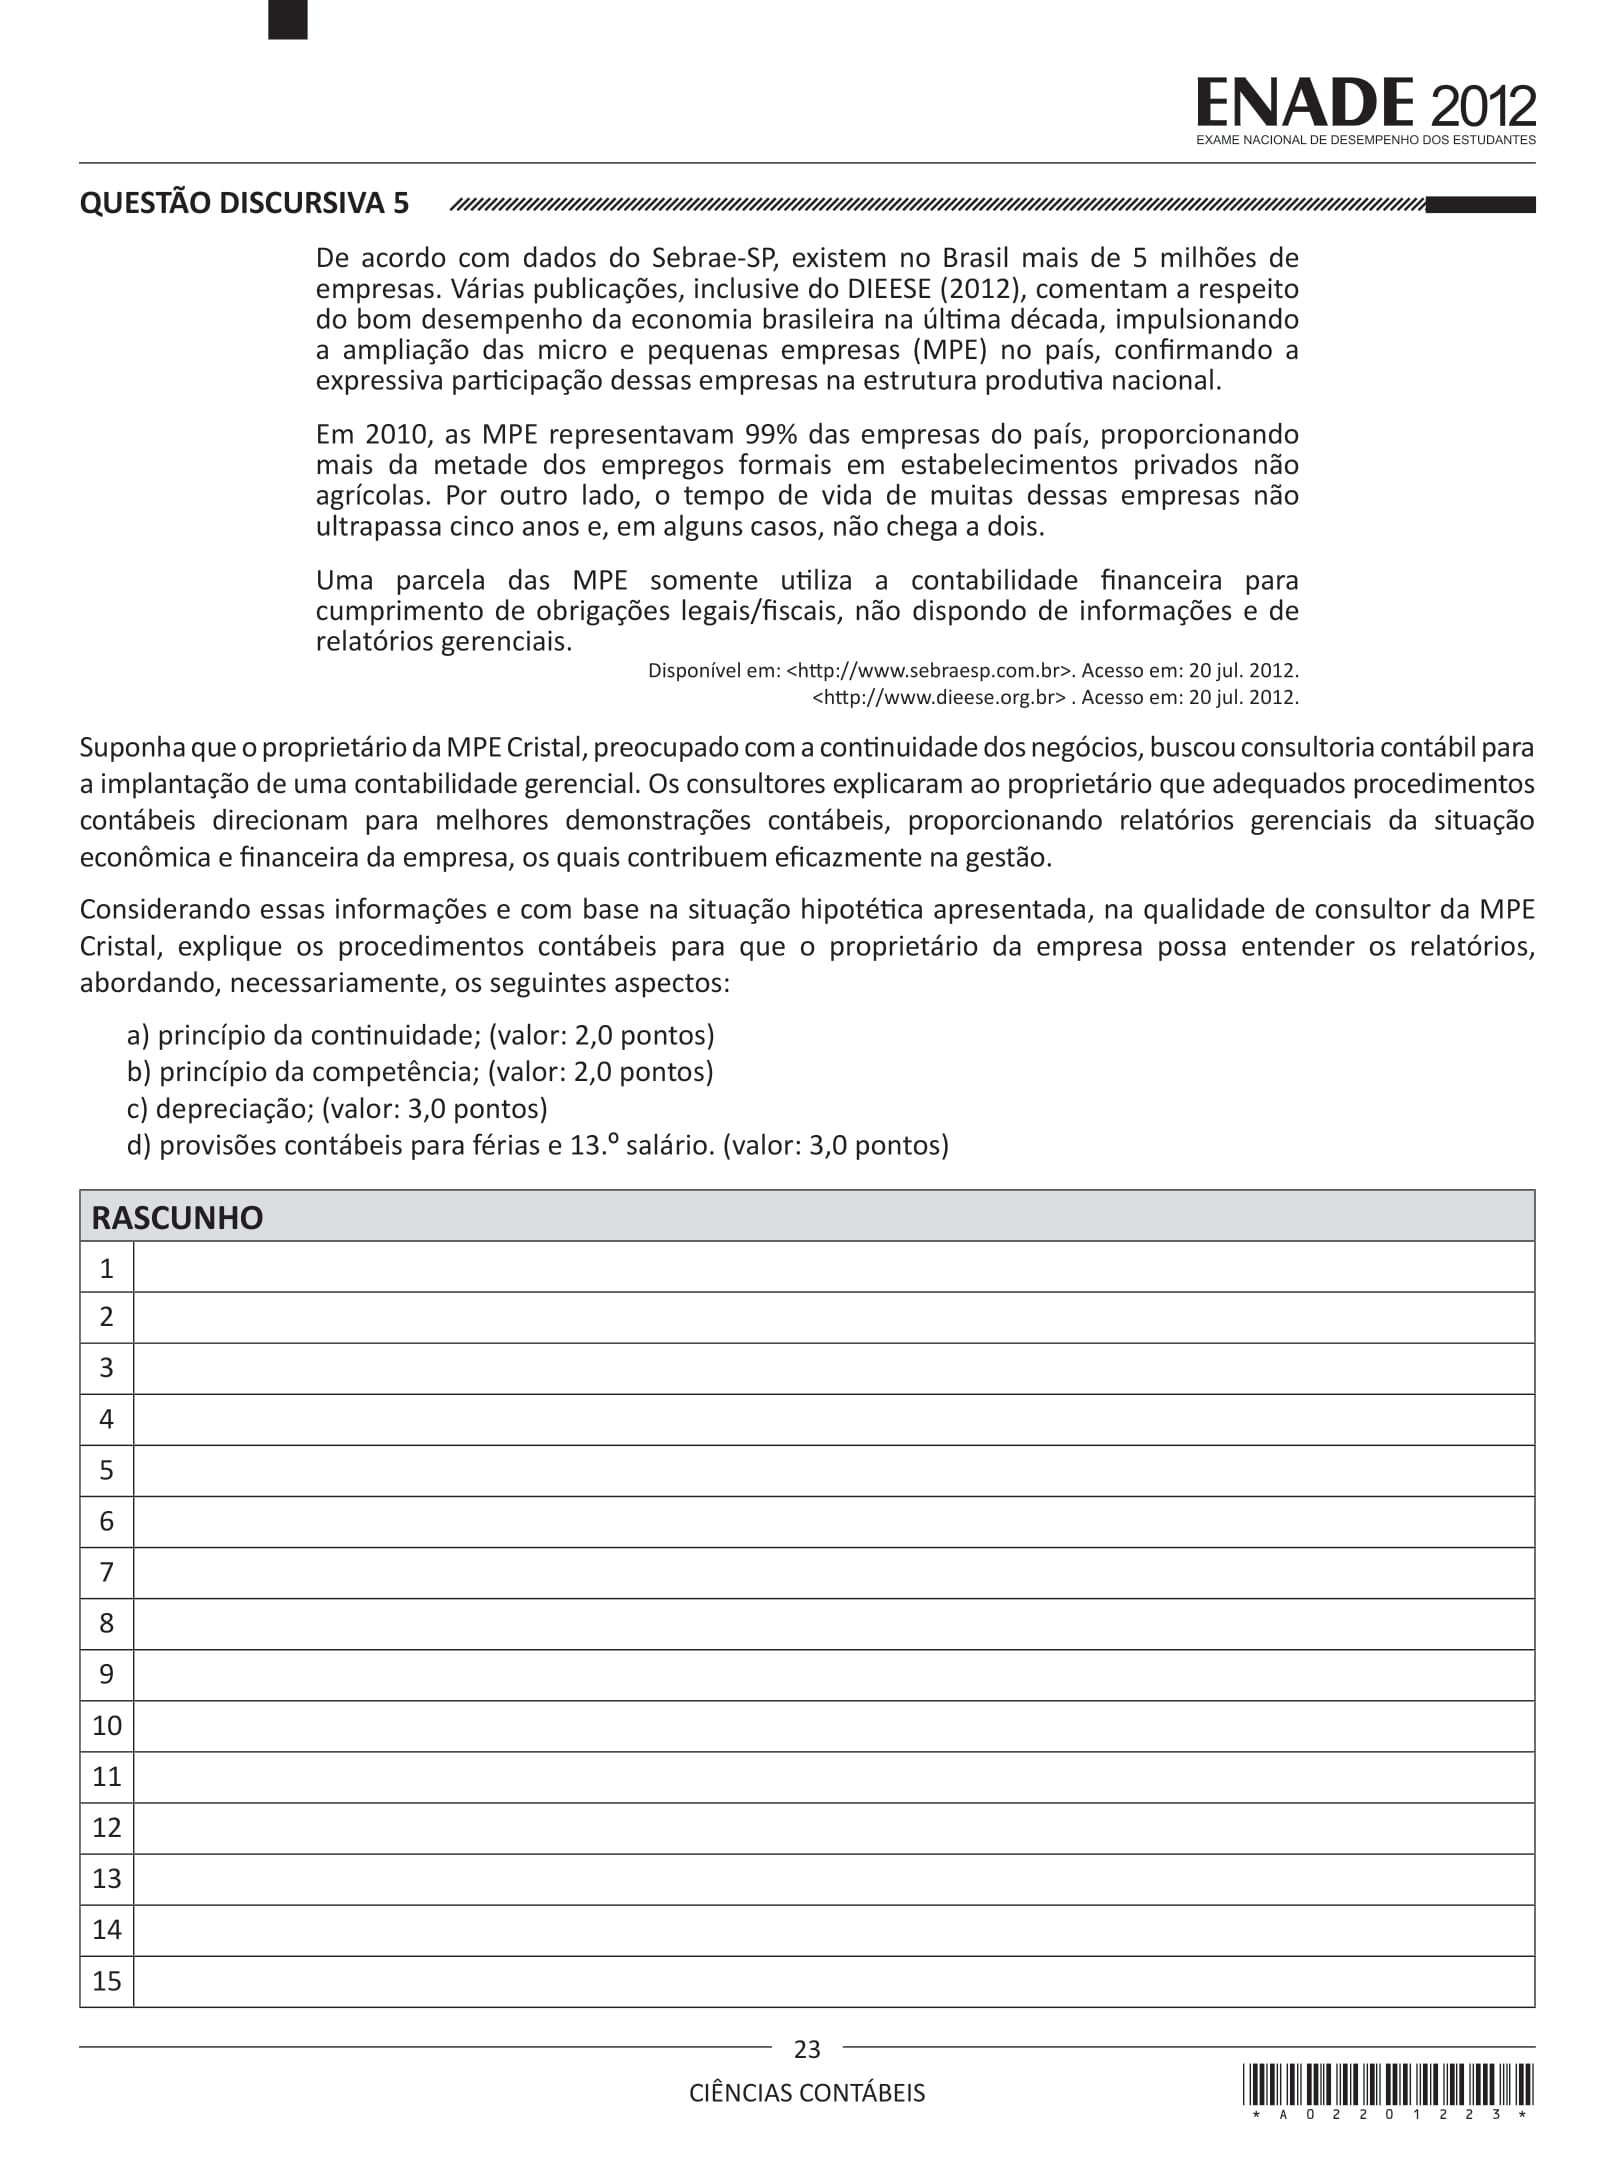 ENADE 2012
EXAME NACIONAL DE DESEMPENHO DOS ESTUDANTES
QUESTÃO DISCURSIVA 5
De acordo com dados do Sebrae-SP, existem no Brasil mais de 5 milhões de
empresas. Várias publicações, inclusive do DIEESE (2012), comentam a respeito
do bom desempenho da economia brasileira na última década, impulsionando
a ampliação das micro e pequenas empresas (MPE) no país, confirmando a
expressiva participação dessas empresas na estrutura produtiva nacional.
Em 2010, as MPE representavam 99% das empresas do país, proporcionando
mais da metade dos empregos formais em estabelecimentos privados não
agrícolas. Por outro lado, o tempo de vida de muitas dessas empresas não
ultrapassa cinco anos e, em alguns casos, não chega a dois.
Uma parcela das MPE somente utiliza a contabilidade financeira para
cumprimento de obrigações legais/fiscais, não dispondo de informações e de
relatórios gerenciais.
Disponível em: <http://www.sebraesp.com.br>. Acesso em: 20 jul. 2012.
<http://www.dieese.org.br> . Acesso em: 20 jul. 2012.
Suponha que o proprietário da MPE Cristal, preocupado com a continuidade dos negócios, buscou consultoria contábil para
a implantação de uma contabilidade gerencial. Os consultores explicaram ao proprietário que adequados procedimentos
contábeis direcionam para melhores demonstrações contábeis, proporcionando relatórios gerenciais da situação
econômica e financeira da empresa, os quais contribuem eficazmente na gestão.
Considerando essas informações e com base na situação hipotética apresentada, na qualidade de consultor da MPE
Cristal, explique os procedimentos contábeis para que o proprietário da empresa possa entender os relatórios,
abordando, necessariamente, os seguintes aspectos:
a) princípio da continuidade; (valor: 2,0 pontos)
b) princípio da competência; (valor: 2,0 pontos)
c) depreciação; (valor: 3,0 pontos)
d) provisões contábeis para férias e 13.º salário. (valor: 3,0 pontos)
RASCUNHO
1
2
3
4
5
6
7
8
9
10
11
12
13
14
15
23
CIÊNCIAS CONTÁBEIS
* A 0 2 2 0 1 2 2 3 *